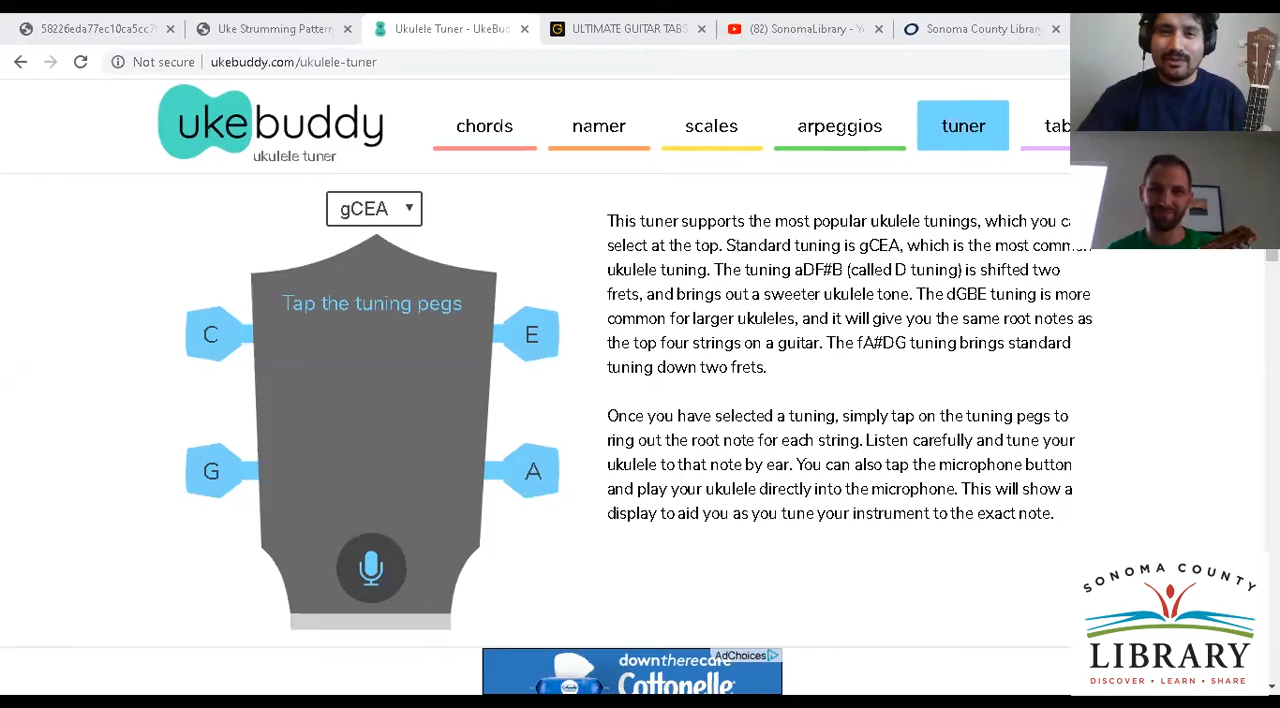 58226eda77ec10ca5cc7
Uke Strumming Pattern
Ukulele Tuner - UkeBud
ULTIMATE GUITAR TABS
(82) SonomaLibrary - Y
Sonoma County Library
Not secure
ukebuddy.com/ukulele-tuner
ukebuddy
ukulele tuner
chords
namer
scales
arpeggios
tuner
tab
gCEA
Tap the tuning pegs
C
E
G
A
This tuner supports the most popular ukulele tunings, which you ca
select at the top. Standard tuning is gCEA, which is the most common
ukulele tuning. The tuning aDF#B (called D tuning) is shifted two
frets, and brings out a sweeter ukulele tone. The dGBE tuning is more
common for larger ukuleles, and it will give you the same root notes as
the top four strings on a guitar. The fA#DG tuning brings standard
tuning down two frets.
Once you have selected a tuning, simply tap on the tuning pegs to
ring out the root note for each string. Listen carefully and tune your
ukulele to that note by ear. You can also tap the microphone button
and play your ukulele directly into the microphone. This will show a
display to aid you as you tune your instrument to the exact note.
AdChoices
downtherecare
Cottonelle
SONOMA COUNTY
LIBRARY
DISCOVER • LEARN • SHARE